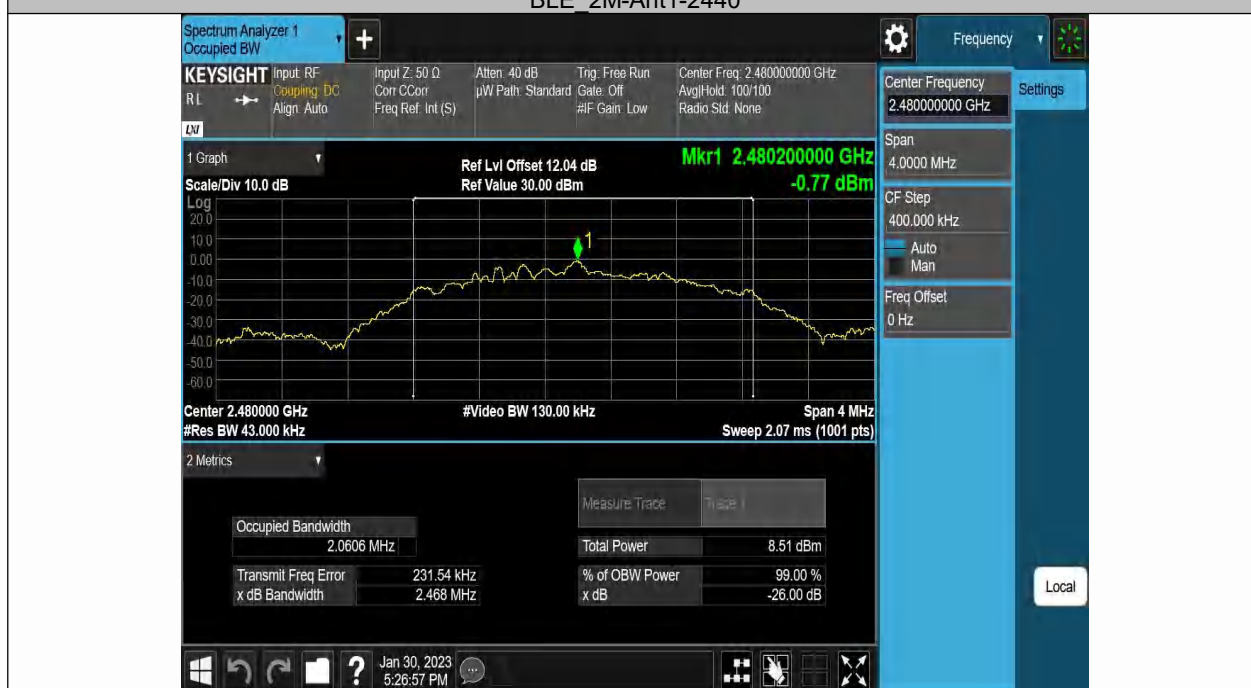 BLE_2M-Ant1-2440
Spectrum Analyzer 1
Occupied BW
+
Frequency
KEYSIGHT
RL
LXI
Input: RF
Coupling: DC
Align: Auto
Input Z: 50 Ω
Corr CCorr
Freq Ref: Int (S)
Atten: 40 dB
µW Path: Standard
Trig: Free Run
Gate: Off
#IF Gain: Low
Center Freq: 2.480000000 GHz
Avg|Hold: 100/100
Radio Std: None
Center Frequency
2.480000000 GHz
Settings
Span
4.0000 MHz
CF Step
400.000 kHz
Auto
Man
Freq Offset
0 Hz
1 Graph
Scale/Div 10.0 dB
Ref Lvl Offset 12.04 dB
Ref Value 30.00 dBm
Mkr1 2.480200000 GHz
-0.77 dBm
Log
20.0
10.0
0.00
-10.0
-20.0
-30.0
-40.0
-50.0
-60.0
1
Center 2.480000 GHz
#Res BW 43.000 kHz
#Video BW 130.00 kHz
Span 4 MHz
Sweep 2.07 ms (1001 pts)
2 Metrics
Measure Trace Trace 1
Occupied Bandwidth
2.0606 MHz
Total Power 8.51 dBm
Transmit Freq Error 231.54 kHz
% of OBW Power 99.00 %
x dB Bandwidth 2.468 MHz
x dB -26.00 dB
Local
?
Jan 30, 2023
5:26:57 PM